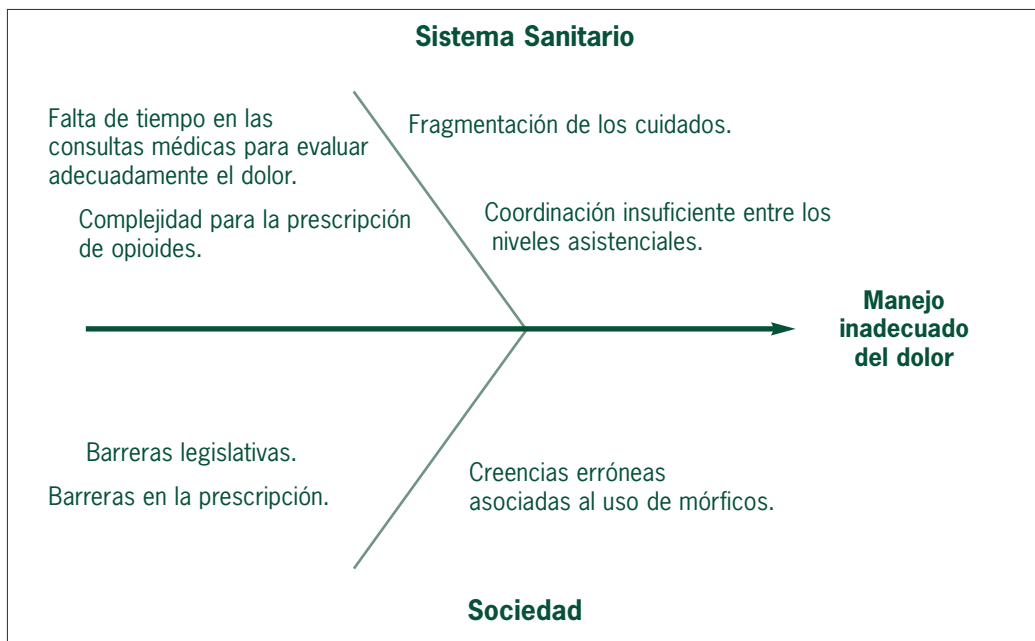 Sistema Sanitario
Falta de tiempo en las
consultas médicas para evaluar
adecuadamente el dolor.
Complejidad para la prescripción
de opioides.
Fragmentación de los cuidados.
Coordinación insuficiente entre los
niveles asistenciales.
Manejo
inadecuado
del dolor
Barreras legislativas.
Barreras en la prescripción.
Creencias erróneas
asociadas al uso de mórficos.
Sociedad